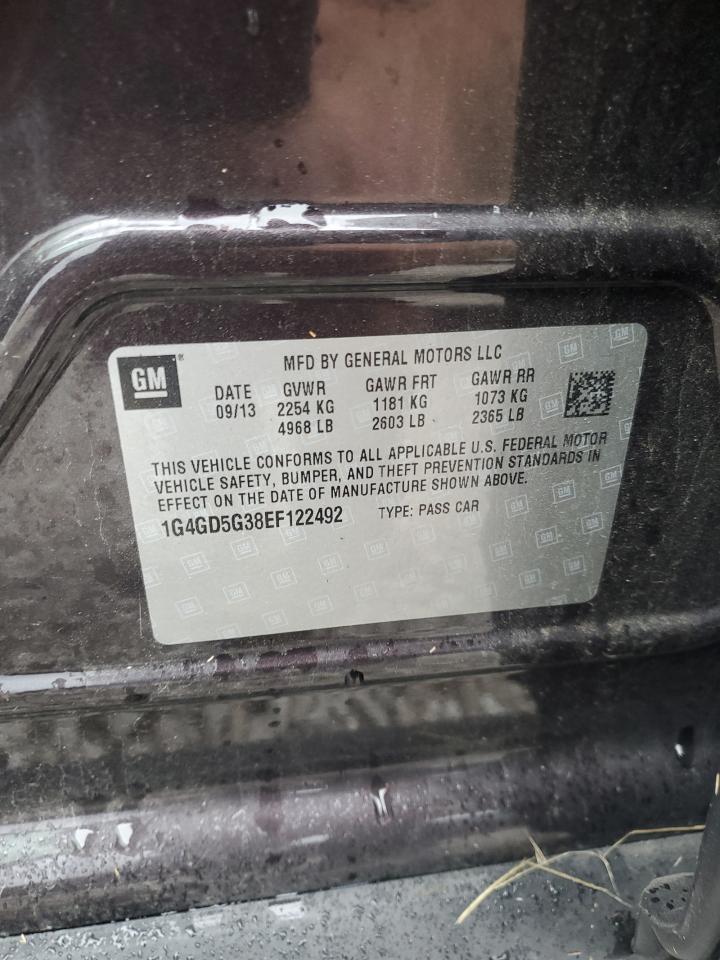 GM
MFD BY GENERAL MOTORS LLC
DATE GVWR GAWR FRT GAWR RR
09/13 2254 KG 1181 KG 1073 KG
4968 LB 2603 LB 2365 LB
THIS VEHICLE CONFORMS TO ALL APPLICABLE U.S. FEDERAL MOTOR
VEHICLE SAFETY, BUMPER, AND THEFT PREVENTION STANDARDS IN
EFFECT ON THE DATE OF MANUFACTURE SHOWN ABOVE.
1G4GD5G38EF122492 TYPE: PASS CAR